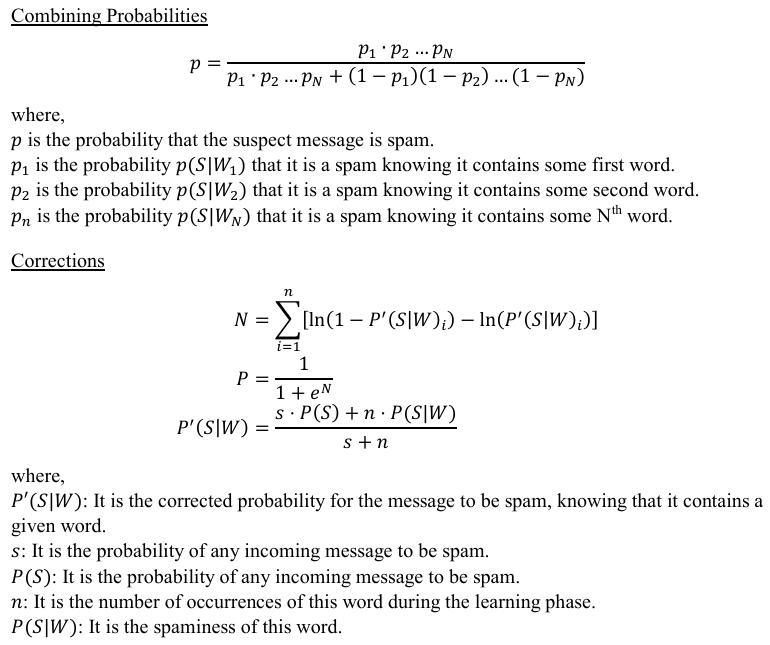 Combining Probabilities
p = \frac{p_1 \cdot p_2 \dots p_N}{p_1 \cdot p_2 \dots p_N + (1 - p_1)(1 - p_2) \dots (1 - p_N)}
where,
p is the probability that the suspect message is spam.
p₁ is the probability p(S|W₁) that it is a spam knowing it contains some first word.
p₂ is the probability p(S|W₂) that it is a spam knowing it contains some second word.
pₙ is the probability p(S|W_N) that it is a spam knowing it contains some Nᵗʰ word.
Corrections
N = \sum_{i=1}^{n} [\ln(1 - P'(S|W)_i) - \ln(P'(S|W)_i)]
P = \frac{1}{1 + e^N}
P'(S|W) = \frac{s \cdot P(S) + n \cdot P(S|W)}{s + n}
where,
P'(S|W): It is the corrected probability for the message to be spam, knowing that it contains a
given word.
s: It is the probability of any incoming message to be spam.
P(S): It is the probability of any incoming message to be spam.
n: It is the number of occurrences of this word during the learning phase.
P(S|W): It is the spaminess of this word.